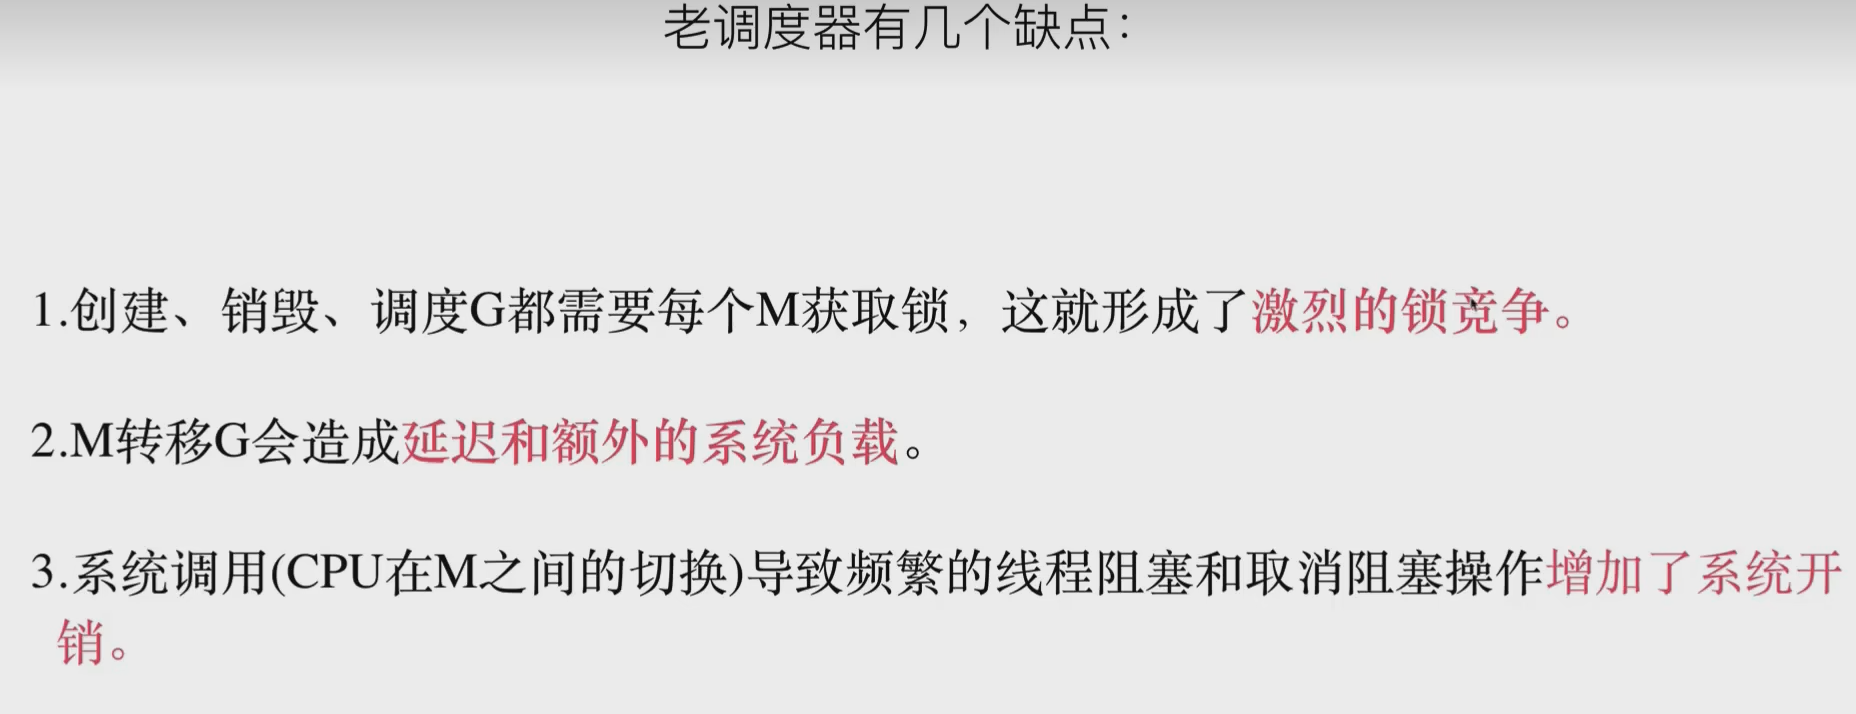 老调度器有几个缺点：
1.创建、销毁、调度G都需要每个M获取锁，这就形成了激烈的锁竞争。
2.M转移G会造成延迟和额外的系统负载。
3.系统调用(CPU在M之间的切换)导致频繁的线程阻塞和取消阻塞操作增加了系统开
销。